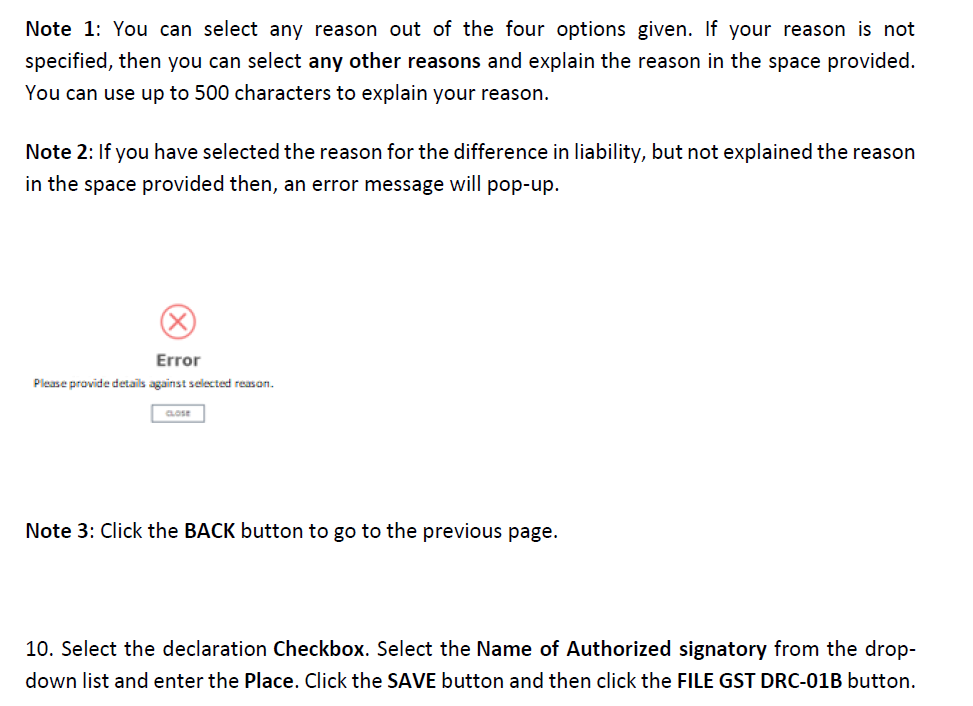 Note 1: You can select any reason out of the four options given. If your reason is not
specified, then you can select any other reasons and explain the reason in the space provided.
You can use up to 500 characters to explain your reason.
Note 2: If you have selected the reason for the difference in liability, but not explained the reason
in the space provided then, an error message will pop-up.
Error
Please provide details against selected reason.
CLOSE
Note 3: Click the BACK button to go to the previous page.
10. Select the declaration Checkbox. Select the Name of Authorized signatory from the drop-
down list and enter the Place. Click the SAVE button and then click the FILE GST DRC-01B button.